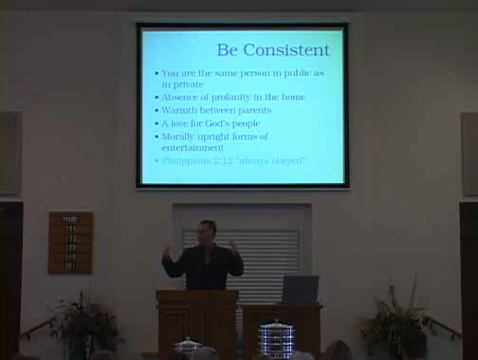 Be Consistent
• You are the same person in public as
in private
• Absence of profanity in the home
• Warmth between parents
• A love for God's people
• Morally upright forms of
entertainment
• Philippians 2:12 "always obeyed"